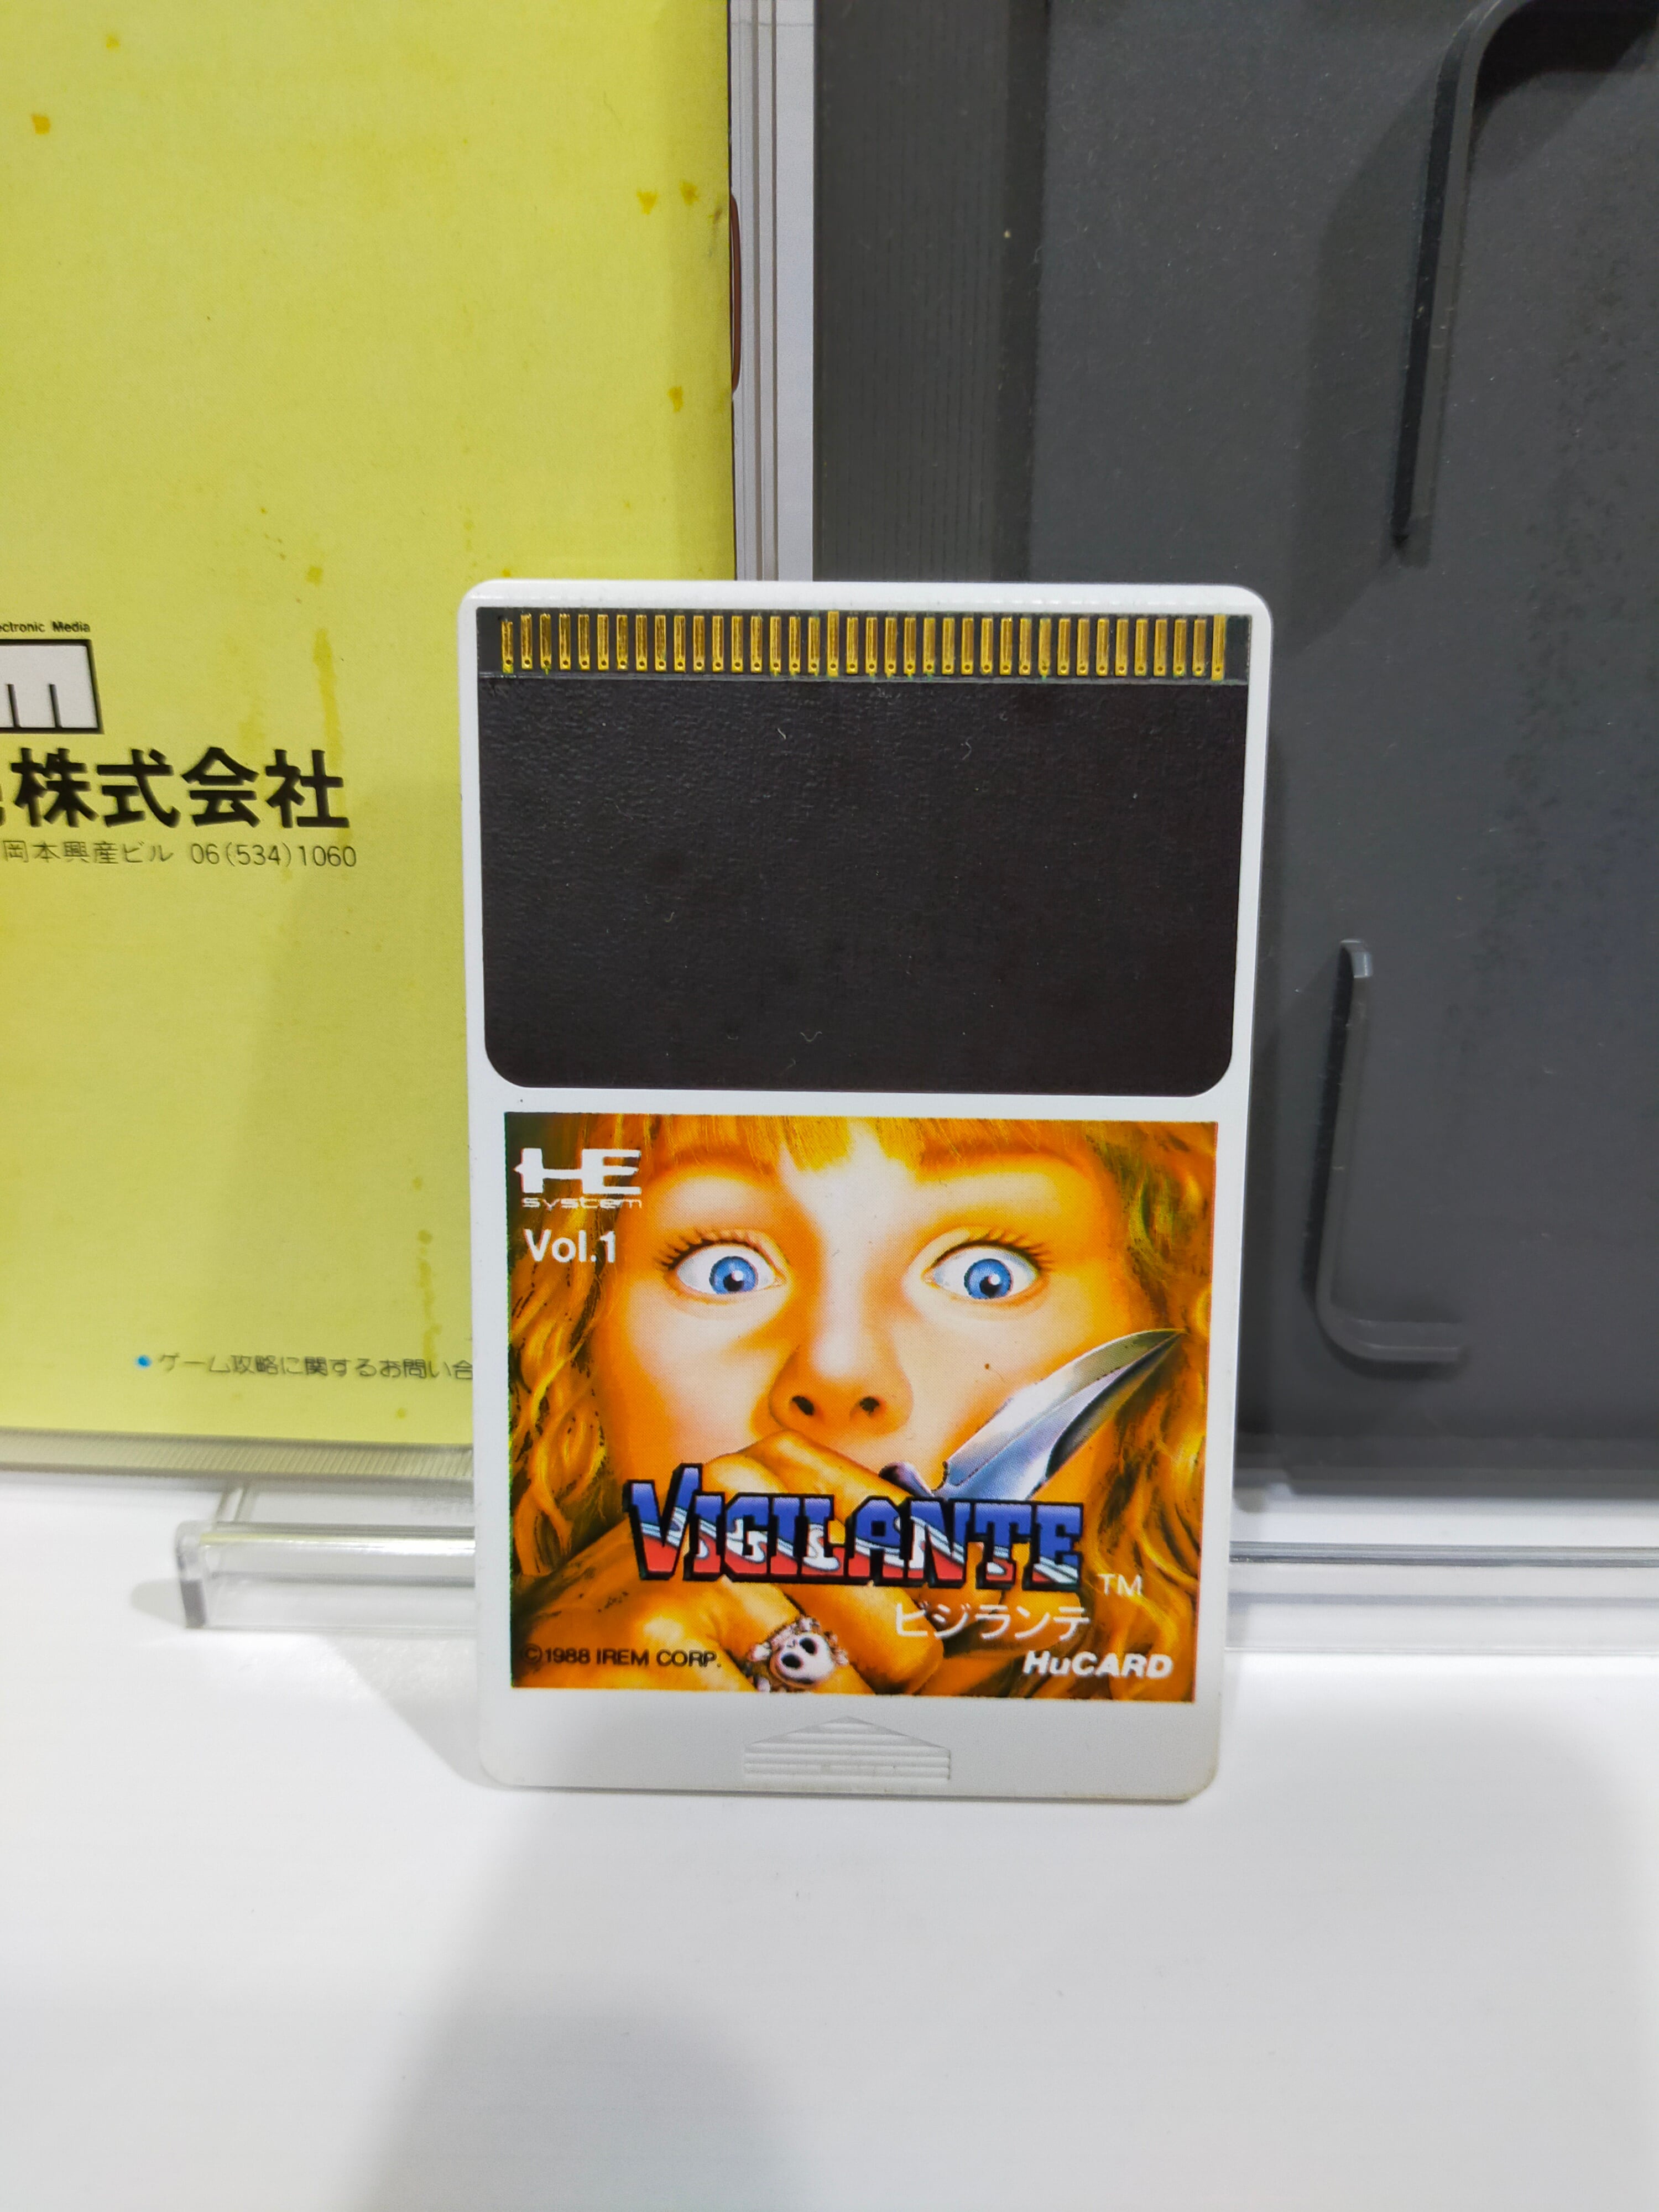 ctronic Media
m
株式会社
岡本興産ビル 06(534)1060
●ゲーム攻略に関するお問い合
HE
system
Vol.1
VIGILANTE TM
ビジランテ
©1988 IREM CORP.
HuCARD